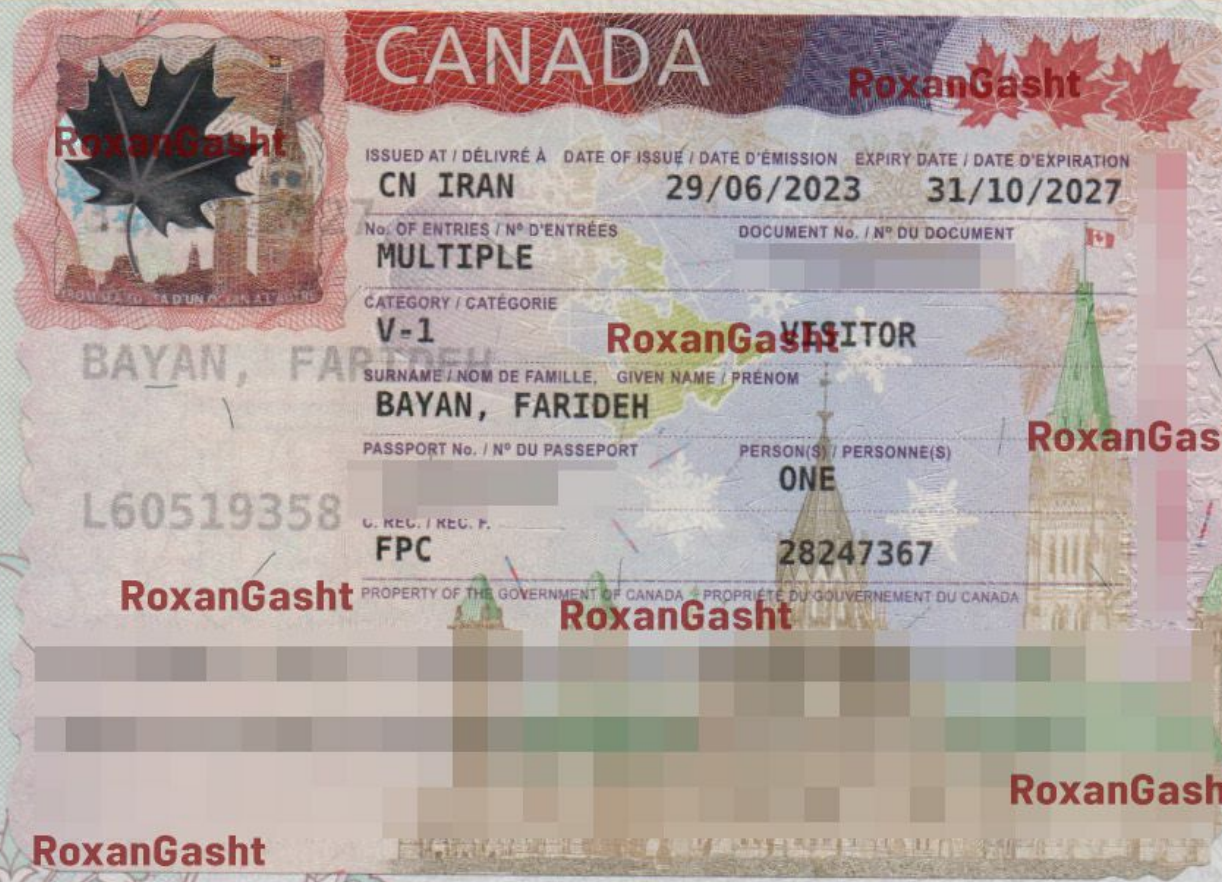 CANADA
RoxanGasht
RoxanGasht
ISSUED AT / DÉLIVRÉ À DATE OF ISSUE / DATE D'ÉMISSION EXPIRY DATE / DATE D'EXPIRATION
CN IRAN 29/06/2023 31/10/2027
No. OF ENTRIES / Nº D'ENTRÉES DOCUMENT No. / Nº DU DOCUMENT
MULTIPLE
CATEGORY / CATÉGORIE
V-1 RoxanGasht VISITOR
BAYAN, FARIDEH
SURNAME / NOM DE FAMILLE, GIVEN NAME / PRÉNOM
BAYAN, FARIDEH
RoxanGas
PASSPORT No. / Nº DU PASSEPORT PERSON(S) / PERSONNE(S)
ONE
L60519358
C. REC. / REC. F.
FPC 28247367
RoxanGasht
PROPERTY OF THE GOVERNMENT OF CANADA PROPRIÉTÉ DU GOUVERNEMENT DU CANADA
RoxanGasht
RoxanGash
RoxanGasht